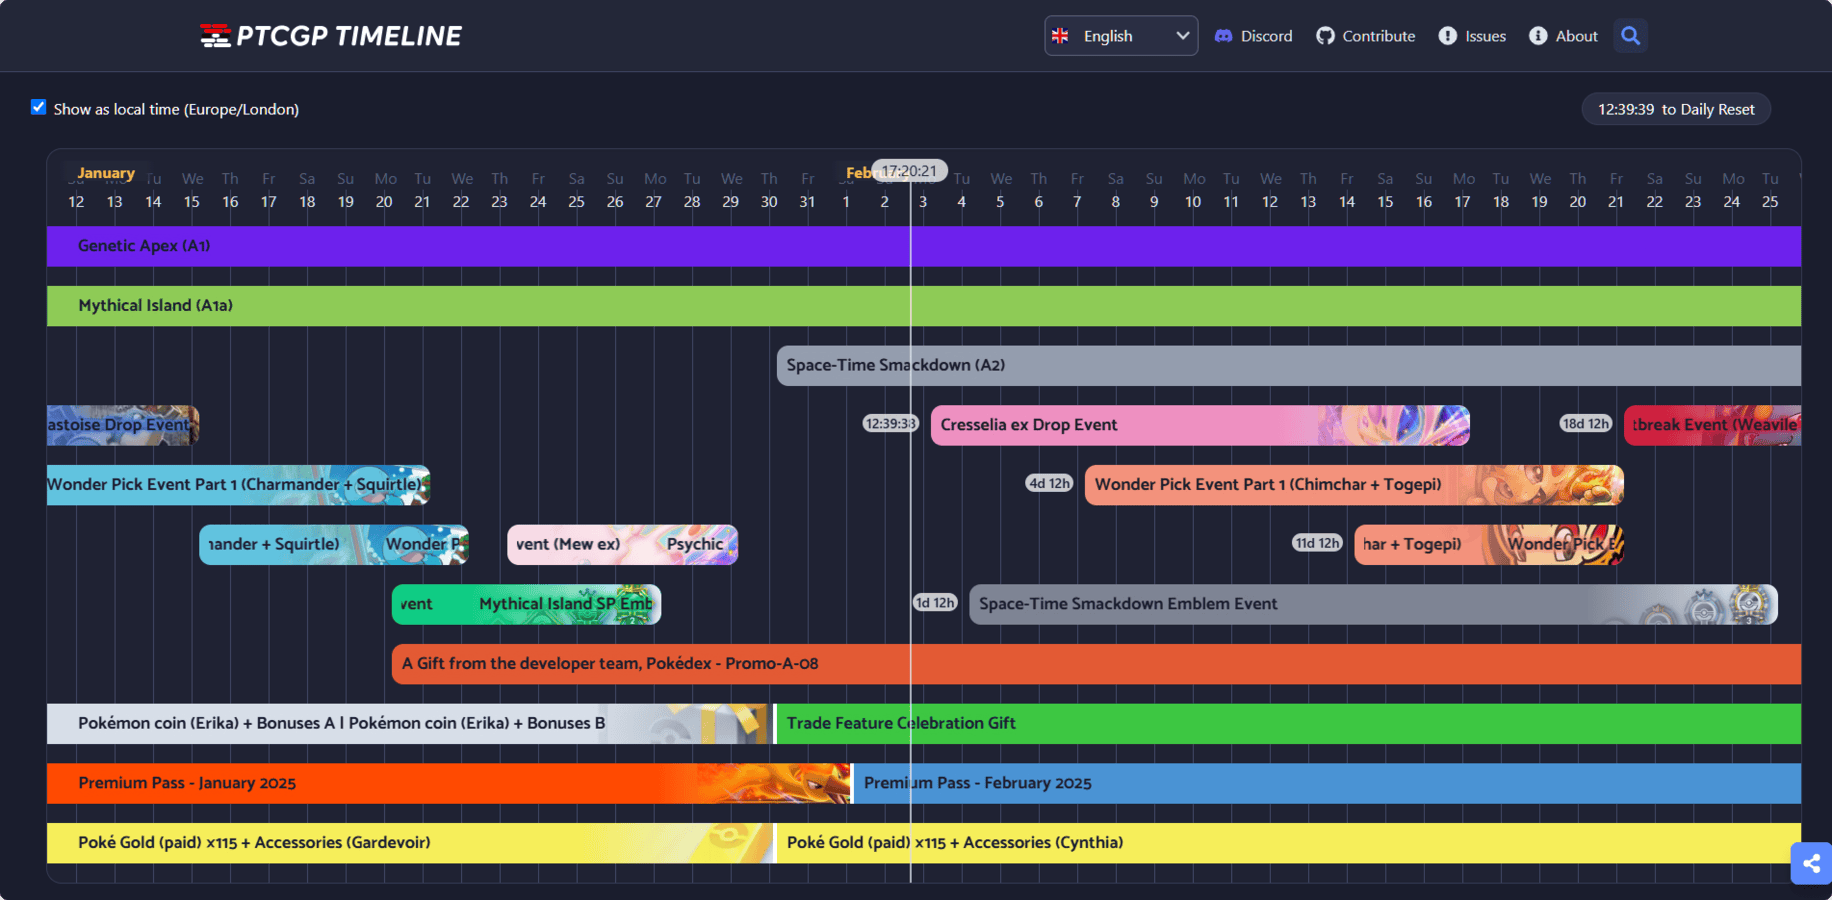 PTCGP TIMELINE
English
Discord
Contribute
Issues
About
Show as local time (Europe/London)
12:39:39 to Daily Reset
January
17:20:21
Tu We Th Fr Sa Su Mo Tu We Th Fr Sa Su Mo Tu We Th Fr Tu We Th Fr Sa Su Mo Tu We Th Fr Sa Su Mo Tu We Th Fr Sa Su Mo Tu
12 13 14 15 16 17 18 19 20 21 22 23 24 25 26 27 28 29 30 31 1 2 3 4 5 6 7 8 9 10 11 12 13 14 15 16 17 18 19 20 21 22 23 24 25
Genetic Apex (A1)
Mythical Island (A1a)
Space-Time Smackdown (A2)
astoise Drop Event
12:39:38
Cresselia ex Drop Event
18d 12h
tbreak Event (Weavile
Wonder Pick Event Part 1 (Charmander + Squirtle)
4d 12h
Wonder Pick Event Part 1 (Chimchar + Togepi)
nander + Squirtle)
Wonder P
vent (Mew ex)
Psychic
11d 12h
har + Togepi)
Wonder Pick E
vent
Mythical Island SP Emb
1d 12h
Space-Time Smackdown Emblem Event
A Gift from the developer team, Pokédex - Promo-A-08
Pokémon coin (Erika) + Bonuses A | Pokémon coin (Erika) + Bonuses B
Trade Feature Celebration Gift
Premium Pass - January 2025
Premium Pass - February 2025
Poké Gold (paid) x115 + Accessories (Gardevoir)
Poké Gold (paid) x115 + Accessories (Cynthia)